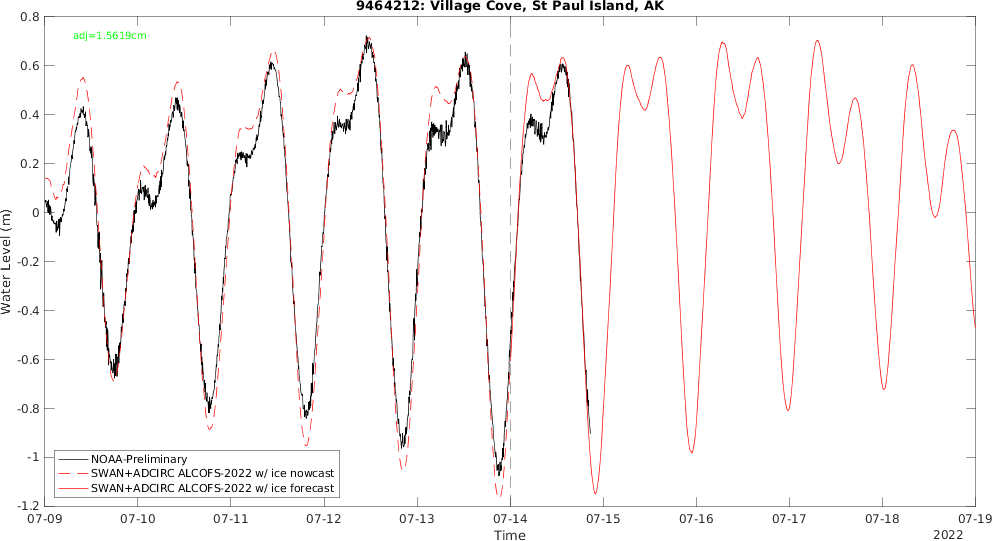 9464212: Village Cove, St Paul Island, AK
adj=1.5619cm
0.8
0.6
0.4
0.2
0
-0.2
-0.4
-0.6
-0.8
-1
-1.2
Water Level (m)
NOAA-Preliminary
SWAN+ADCIRC ALCOFS-2022 w/ ice nowcast
SWAN+ADCIRC ALCOFS-2022 w/ ice forecast
07-09 07-10 07-11 07-12 07-13 07-14 07-15 07-16 07-17 07-18 07-19
Time
2022